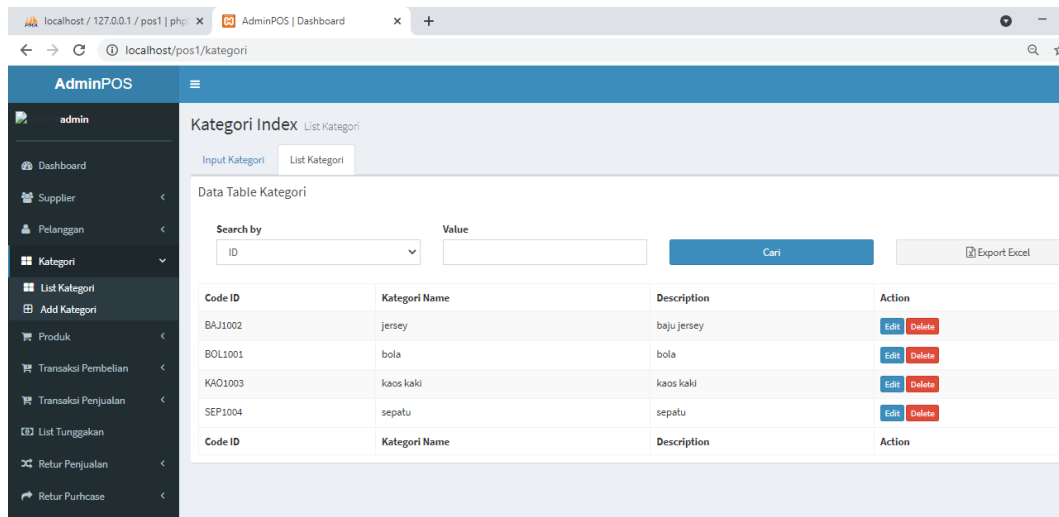 localhost / 127.0.0.1 / pos1 | php
AdminPOS | Dashboard
localhost/pos1/kategori
AdminPOS
admin
Kategori Index List Kategori
Input Kategori List Kategori
Dashboard
Data Table Kategori
Supplier
Pelanggan
Search by Value
ID Cari Export Excel
Kategori
List Kategori
Add Kategori
Code ID Kategori Name Description Action
BAJ1002 jersey baju jersey Edit Delete
Produk
BOL1001 bola bola Edit Delete
Transaksi Pembelian
KAO1003 kaos kaki kaos kaki Edit Delete
Transaksi Penjualan
SEP1004 sepatu sepatu Edit Delete
List Tunggakan
Code ID Kategori Name Description Action
Retur Penjualan
Retur Purhcase